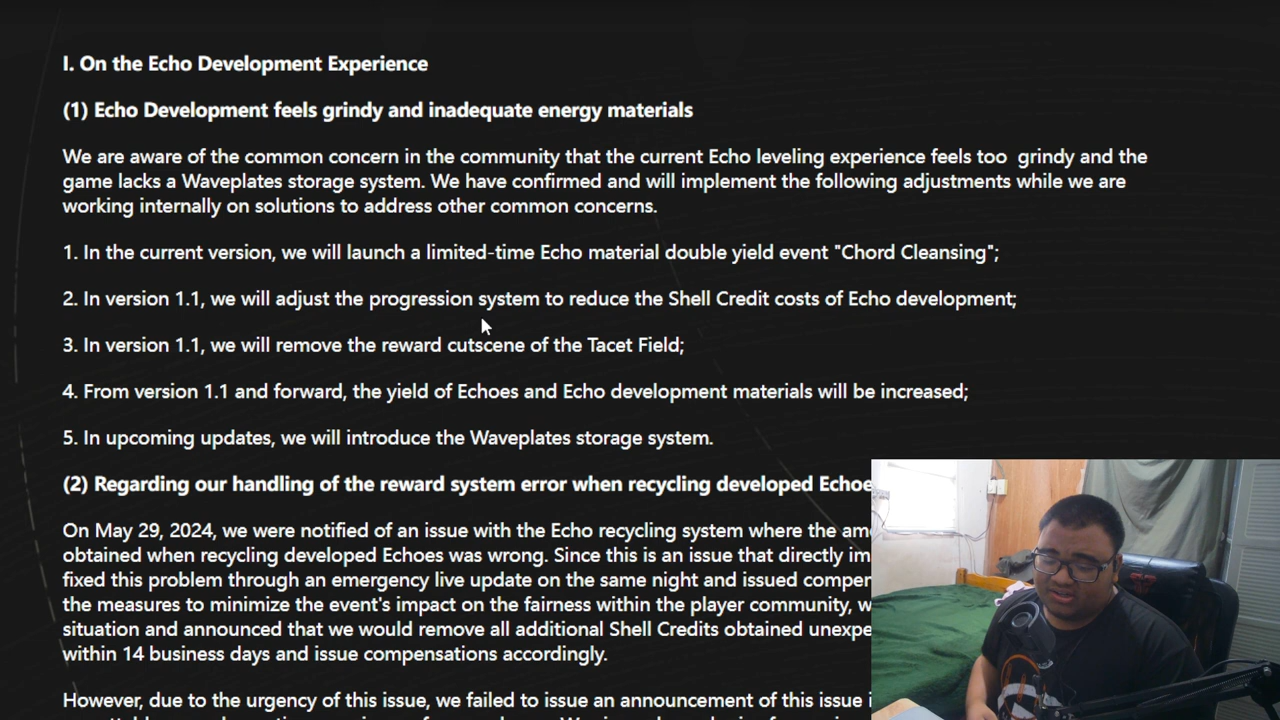 I. On the Echo Development Experience
(1) Echo Development feels grindy and inadequate energy materials
We are aware of the common concern in the community that the current Echo leveling experience feels too  grindy and the
game lacks a Waveplates storage system. We have confirmed and will implement the following adjustments while we are
working internally on solutions to address other common concerns.
1. In the current version, we will launch a limited-time Echo material double yield event "Chord Cleansing";
2. In version 1.1, we will adjust the progression system to reduce the Shell Credit costs of Echo development;
3. In version 1.1, we will remove the reward cutscene of the Tacet Field;
4. From version 1.1 and forward, the yield of Echoes and Echo development materials will be increased;
5. In upcoming updates, we will introduce the Waveplates storage system.
(2) Regarding our handling of the reward system error when recycling developed Echoe
On May 29, 2024, we were notified of an issue with the Echo recycling system where the amo
obtained when recycling developed Echoes was wrong. Since this is an issue that directly im
fixed this problem through an emergency live update on the same night and issued compen
the measures to minimize the event's impact on the fairness within the player community, w
situation and announced that we would remove all additional Shell Credits obtained unexpe
within 14 business days and issue compensations accordingly.
However, due to the urgency of this issue, we failed to issue an announcement of this issue i